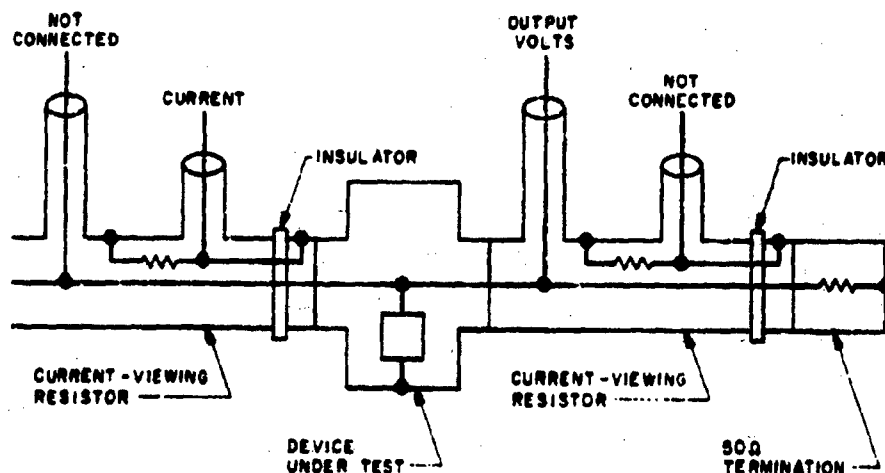 NOT
CONNECTED
CURRENT
INSULATOR
OUTPUT
VOLTS
NOT
CONNECTED
INSULATOR
CURRENT-VIEWING
RESISTOR
DEVICE
UNDER TEST
CURRENT-VIEWING
RESISTOR
50Ω
TERMINATION